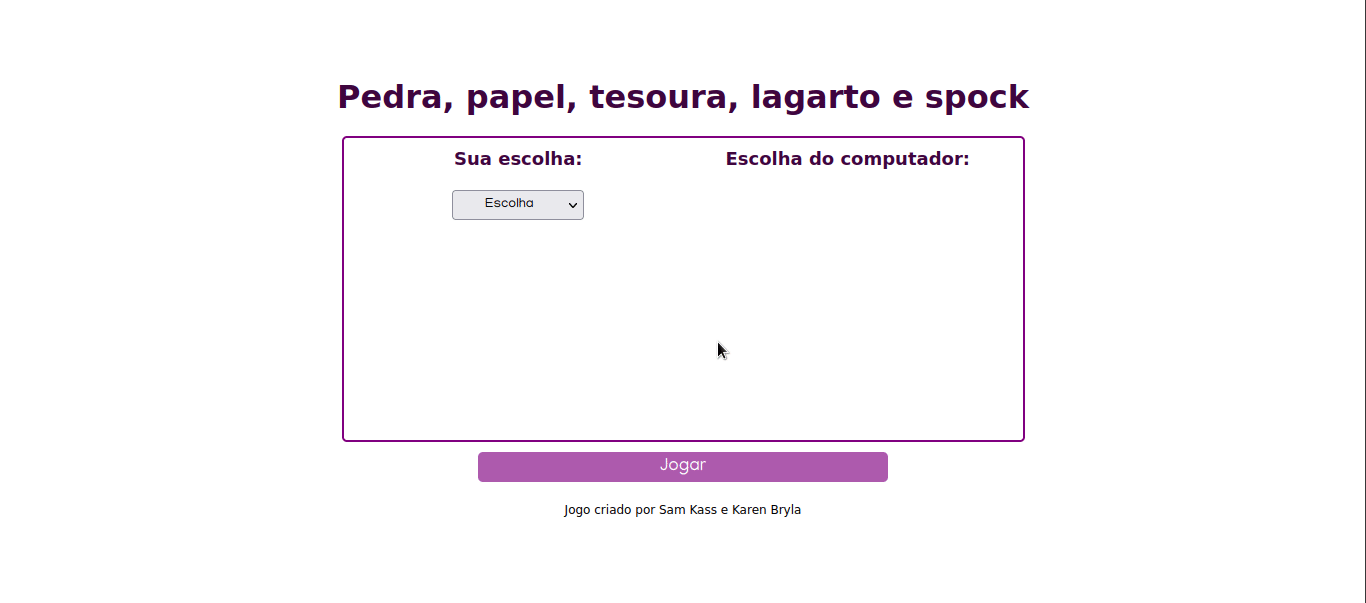 Pedra, papel, tesoura, lagarto e spock
Sua escolha:
Escolha do computador:
Escolha
Jogar
Jogo criado por Sam Kass e Karen Bryla